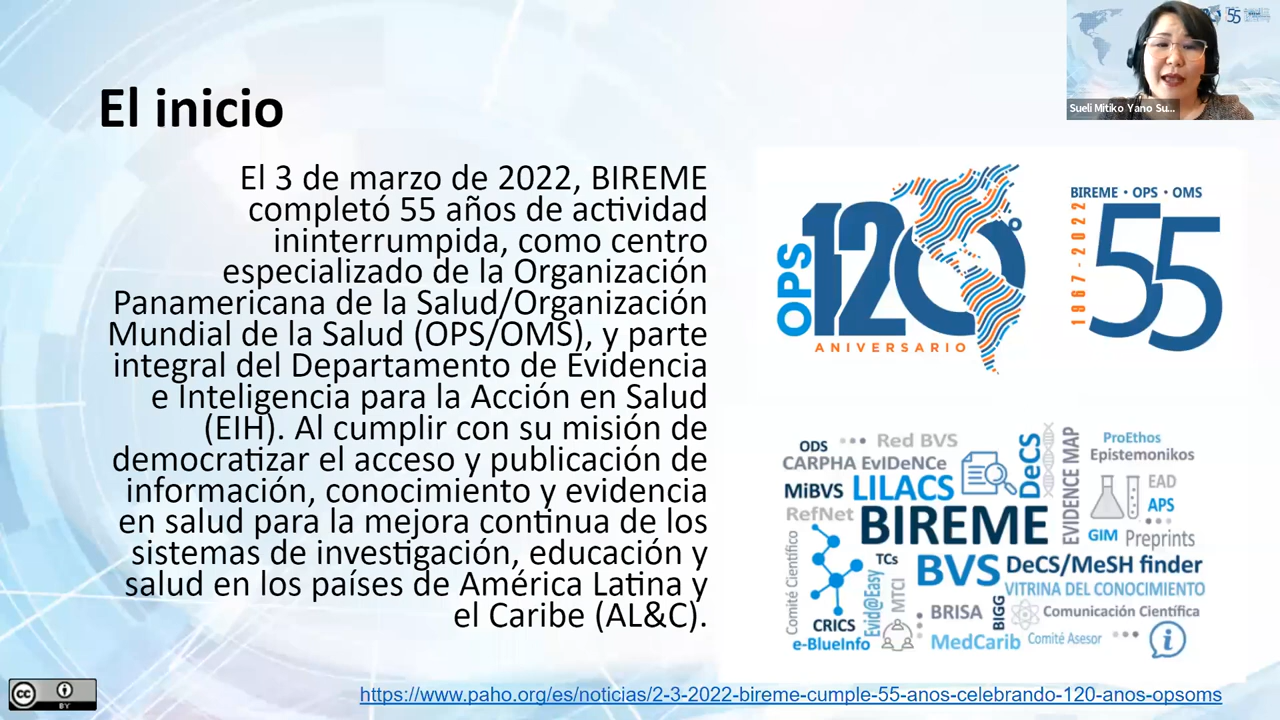 El inicio
El 3 de marzo de 2022, BIREME
completó 55 años de actividad
ininterrumpida, como centro
especializado de la Organización
Panamericana de la Salud/Organización
Mundial de la Salud (OPS/OMS), y parte
integral del Departamento de Evidencia
e Inteligencia para la Acción en Salud
(EIH). Al cumplir con su misión de
democratizar el acceso y publicación de
información, conocimiento y evidencia
en salud para la mejora continua de los
sistemas de investigación, educación y
salud en los países de América Latina y
el Caribe (AL&C).
Sueli Mitiko Yano Su...
55
OPS
120º
ANIVERSARIO
BIREME • OPS • OMS
1967-2022
55
ODS
Red BVS
CARPHA EvIDeNCe
MiBVS
LILACS
RefNet
DeCS
EVIDENCE MAP
ProEthos
Epistemonikos
EAD
APS
GIM
Preprints
BIREME
Comité Científico
TCs
BVS
DeCS/MeSH finder
VITRINA DEL CONOCIMIENTO
Evid@Easy
MTCI
BRISA
BIGG
Comunicación Científica
CRICS
e-BlueInfo
MedCarib
Comité Asesor
i
cc
BY
https://www.paho.org/es/noticias/2-3-2022-bireme-cumple-55-anos-celebrando-120-anos-opsoms